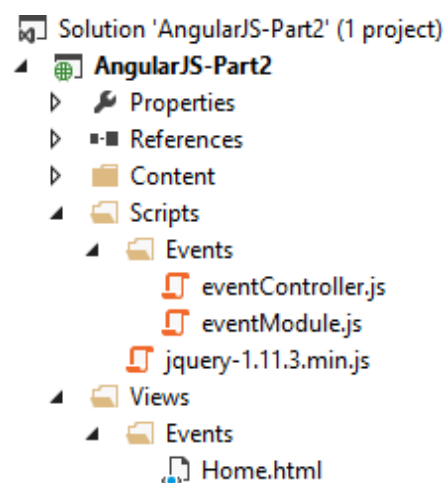 Solution 'AngularJS-Part2' (1 project)
AngularJS-Part2
Properties
References
Content
Scripts
Events
eventController.js
eventModule.js
jquery-1.11.3.min.js
Views
Events
Home.html